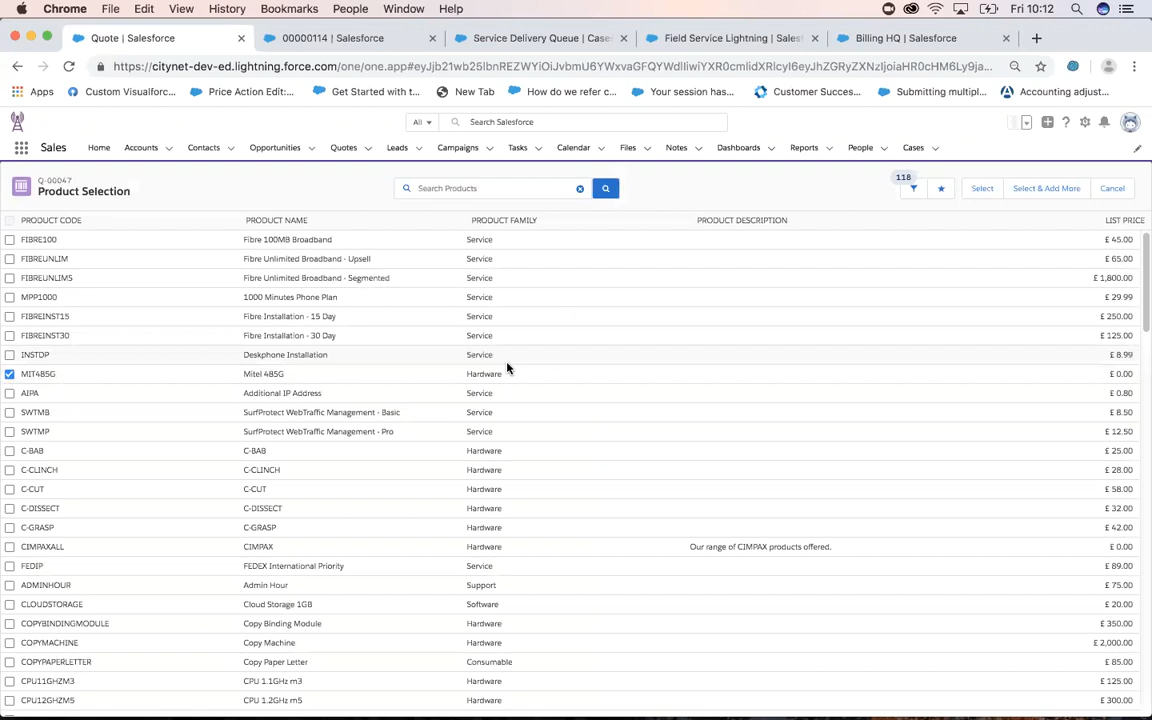 Chrome File Edit View History Bookmarks People Window Help Fri 10:12
Quote | Salesforce 00000114 | Salesforce Service Delivery Queue | Case Field Service Lightning | Sales Billing HQ | Salesforce
https://citynet-dev-ed.lightning.force.com/one/one.app#
Apps Custom Visualforc... Price Action Edit:... Get Started with t... New Tab How do we refer c... Your session has... Customer Succes... Submitting multipl... Accounting adjust...
All Search Salesforce
Sales Home Accounts Contacts Opportunities Quotes Leads Campaigns Tasks Calendar Files Notes Dashboards Reports People Cases
Q-00047
Product Selection
Search Products
118
Select Select & Add More Cancel
PRODUCT CODE PRODUCT NAME PRODUCT FAMILY PRODUCT DESCRIPTION LIST PRICE
FIBRE100 Fibre 100MB Broadband Service £ 45.00
FIBREUNLIM Fibre Unlimited Broadband - Upsell Service £ 65.00
FIBREUNLIMS Fibre Unlimited Broadband - Segmented Service £ 1,800.00
MPP1000 1000 Minutes Phone Plan Service £ 29.99
FIBREINST15 Fibre Installation - 15 Day Service £ 250.00
FIBREINST30 Fibre Installation - 30 Day Service £ 125.00
INSTDP Deskphone Installation Service £ 8.99
MIT485G Mitel 485G Hardware £ 0.00
AIPA Additional IP Address Service £ 0.80
SWTMB SurfProtect WebTraffic Management - Basic Service £ 8.50
SWTMP SurfProtect WebTraffic Management - Pro Service £ 12.50
C-BAB C-BAB Hardware £ 25.00
C-CLINCH C-CLINCH Hardware £ 28.00
C-CUT C-CUT Hardware £ 58.00
C-DISSECT C-DISSECT Hardware £ 32.00
C-GRASP C-GRASP Hardware £ 42.00
CIMPAXALL CIMPAX Hardware Our range of CIMPAX products offered. £ 0.00
FEDIP FEDEX International Priority Service £ 89.00
ADMINHOUR Admin Hour Support £ 75.00
CLOUDSTORAGE Cloud Storage 1GB Software £ 20.00
COPYBINDINGMODULE Copy Binding Module Hardware £ 350.00
COPYMACHINE Copy Machine Hardware £ 2,000.00
COPYPAPERLETTER Copy Paper Letter Consumable £ 85.00
CPU11GHZM3 CPU 1.1GHz m3 Hardware £ 125.00
CPU12GHZM5 CPU 1.2GHz m5 Hardware £ 300.00